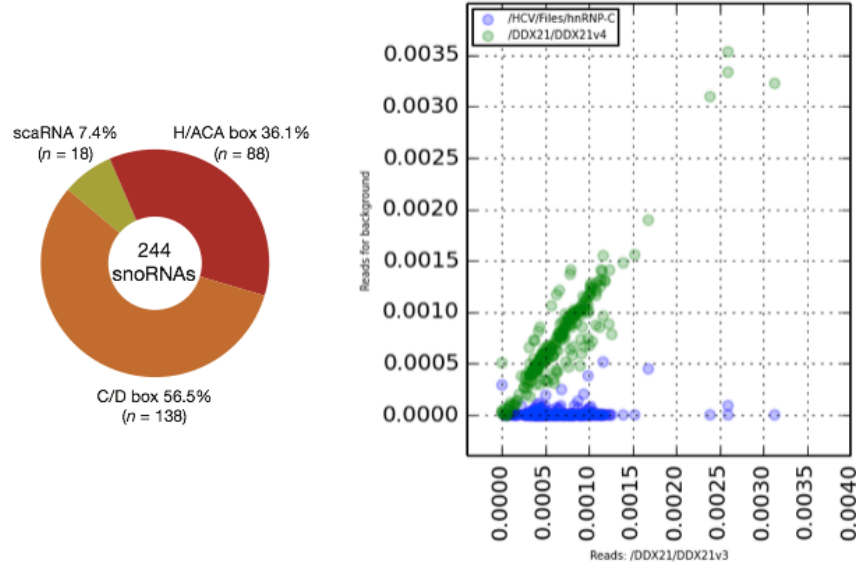 scaRNA 7.4%
(n = 18)
H/ACA box 36.1%
(n = 88)
244
snoRNAs
C/D box 56.5%
(n = 138)
/HCV/Files/hnRNP-C
/DDX21/DDX21v4
Reads for background
0.0035
0.0030
0.0025
0.0020
0.0015
0.0010
0.0005
0.0000
0.0000
0.0005
0.0010
0.0015
0.0020
0.0025
0.0030
0.0035
0.0040
Reads: /DDX21/DDX21v3